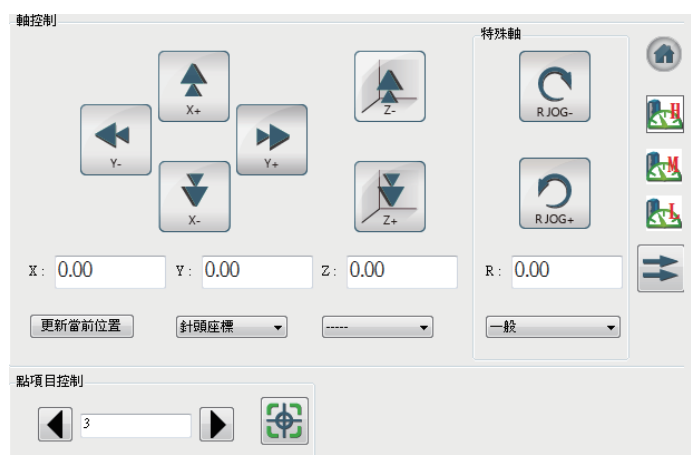 軸控制
特殊軸
X+
Z-
R JOG-
H
Y-
Y+
M
X-
Z+
R JOG+
L
X: 0.00 Y: 0.00 Z: 0.00 R: 0.00
更新當前位置 針頭座標 ----- 一般
點項目控制
3